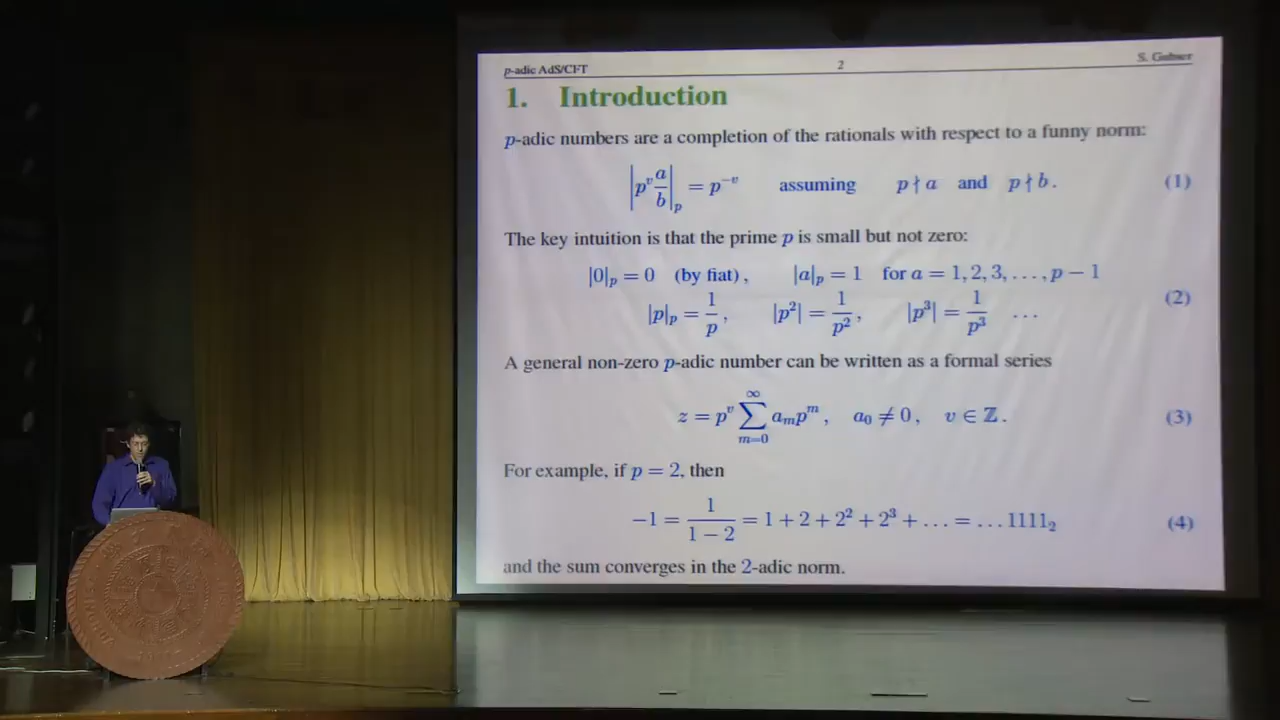 p-adic AdS/CFT 2 S. Gubser
1. Introduction
p-adic numbers are a completion of the rationals with respect to a funny norm:
|p^v a/b|_p = p^{-v} assuming p ∤ a and p ∤ b. (1)
The key intuition is that the prime p is small but not zero:
|0|_p = 0 (by fiat), |a|_p = 1 for a = 1, 2, 3, ..., p − 1
|p|_p = 1/p, |p^2| = 1/p^2, |p^3| = 1/p^3 ... (2)
A general non-zero p-adic number can be written as a formal series
z = p^v ∑_{m=0}^{∞} a_m p^m, a_0 ≠ 0, v ∈ ℤ. (3)
For example, if p = 2, then
−1 = 1/(1 − 2) = 1 + 2 + 2^2 + 2^3 + ... = ...1111_2 (4)
and the sum converges in the 2-adic norm.